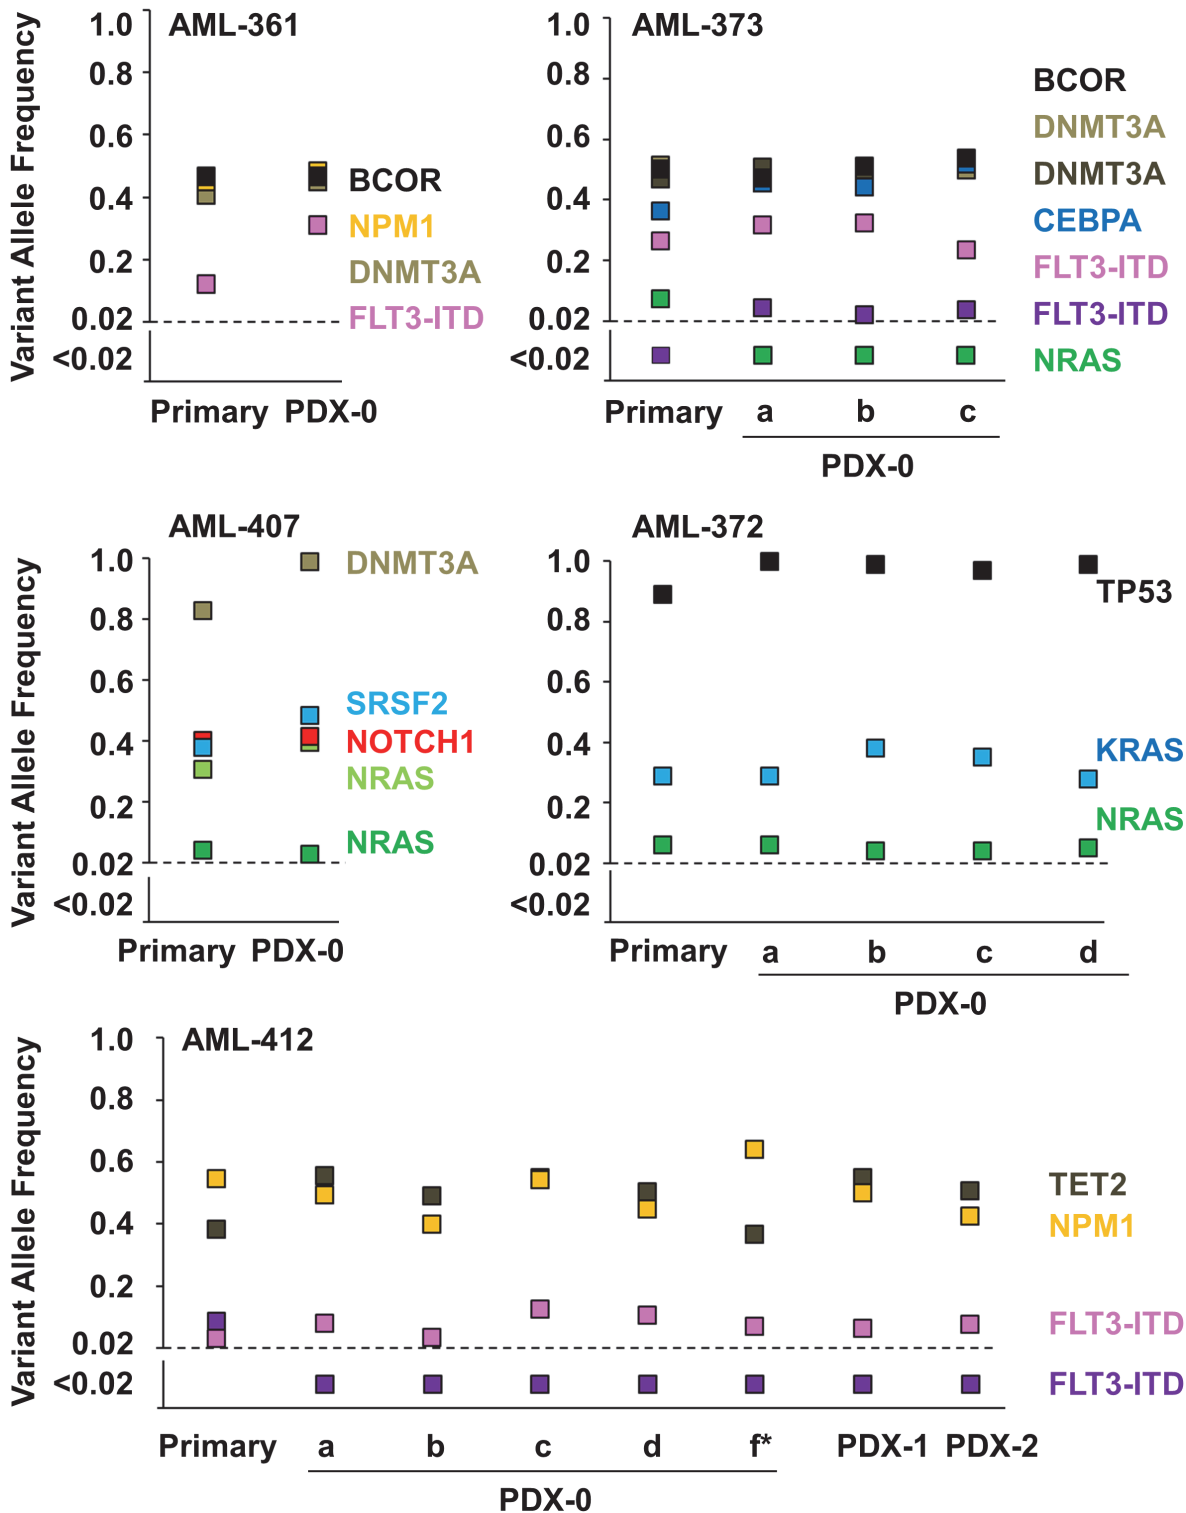 AML-361
Variant Allele Frequency
1.0
0.8
0.6
0.4
0.2
0.02
<0.02
BCOR
NPM1
DNMT3A
FLT3-ITD
Primary PDX-0
AML-373
1.0
0.8
0.6
0.4
0.2
0.02
<0.02
BCOR
DNMT3A
DNMT3A
CEBPA
FLT3-ITD
FLT3-ITD
NRAS
Primary a b c
PDX-0
AML-407
Variant Allele Frequency
1.0
0.8
0.6
0.4
0.2
0.02
<0.02
DNMT3A
SRSF2
NOTCH1
NRAS
NRAS
Primary PDX-0
AML-372
1.0
0.8
0.6
0.4
0.2
0.02
<0.02
TP53
KRAS
NRAS
Primary a b c d
PDX-0
AML-412
Variant Allele Frequency
1.0
0.8
0.6
0.4
0.2
0.02
<0.02
TET2
NPM1
FLT3-ITD
FLT3-ITD
Primary a b c d f* PDX-1 PDX-2
PDX-0